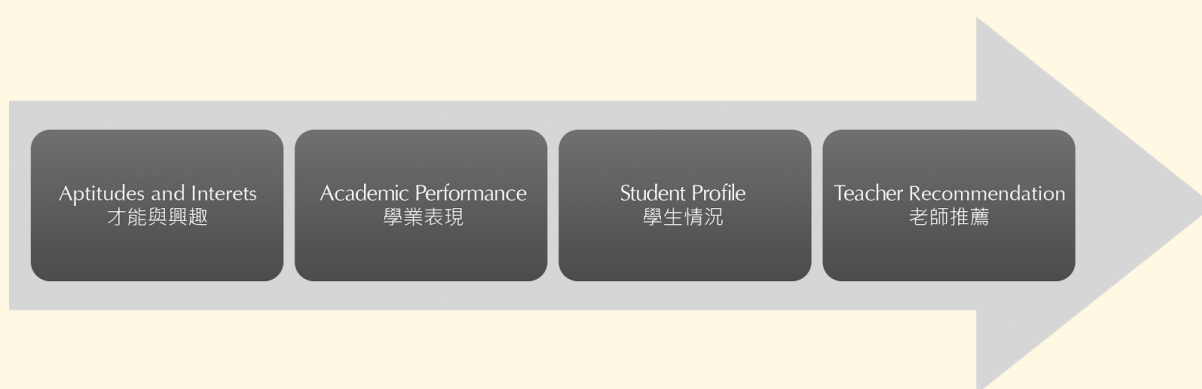 Aptitudes and Interets
才能與興趣
Academic Performance
學業表現
Student Profile
學生情況
Teacher Recommendation
老師推薦